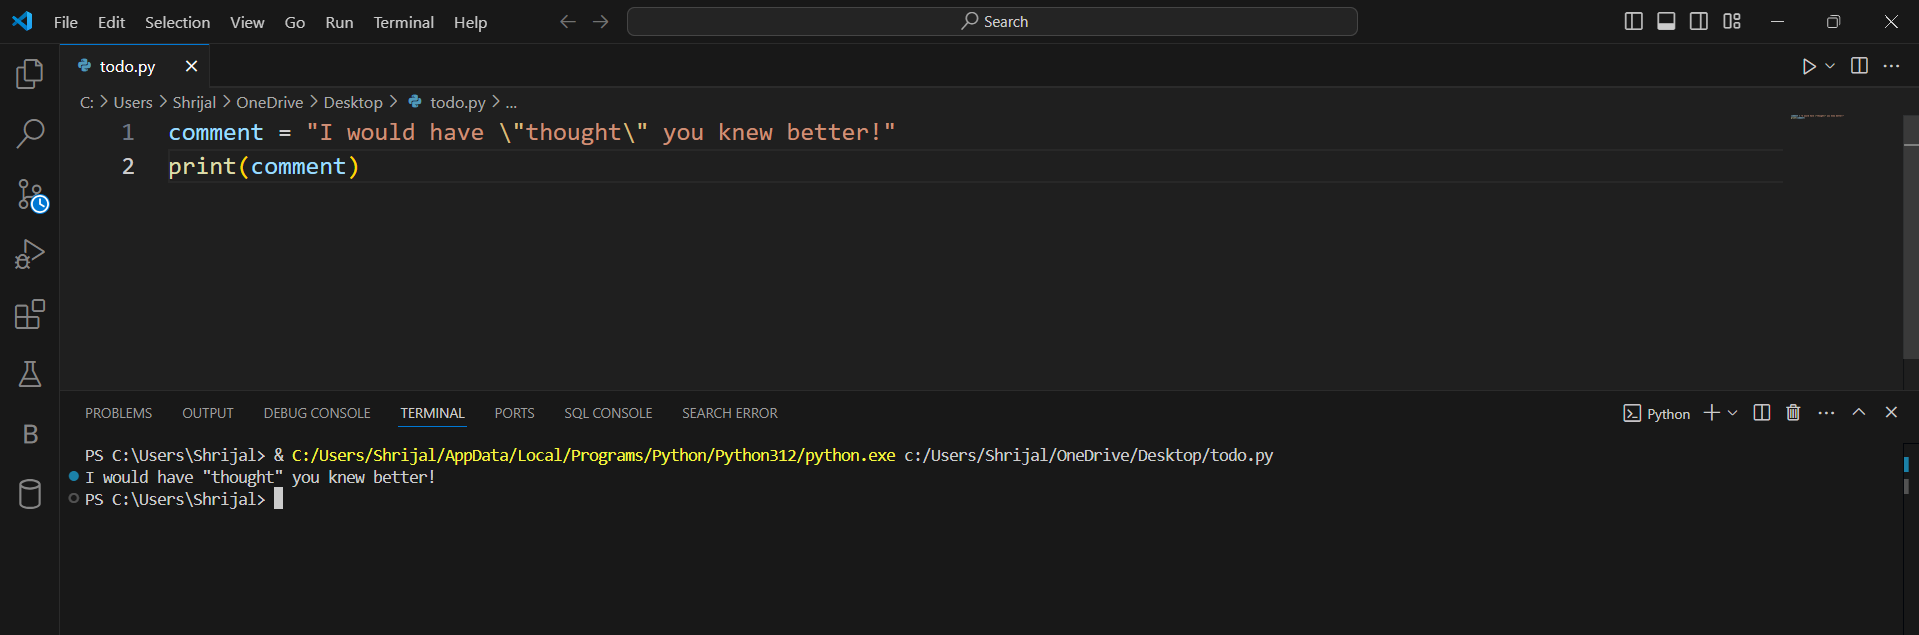 File Edit Selection View Go Run Terminal Help Search
todo.py
C: > Users > Shrijal > OneDrive > Desktop > todo.py > ...
1 comment = "I would have \"thought\" you knew better!"
2 print(comment)
B
PROBLEMS OUTPUT DEBUG CONSOLE TERMINAL PORTS SQL CONSOLE SEARCH ERROR Python
PS C:\Users\Shrijal> & C:/Users/Shrijal/AppData/Local/Programs/Python/Python312/python.exe c:/Users/Shrijal/OneDrive/Desktop/todo.py
I would have "thought" you knew better!
PS C:\Users\Shrijal>